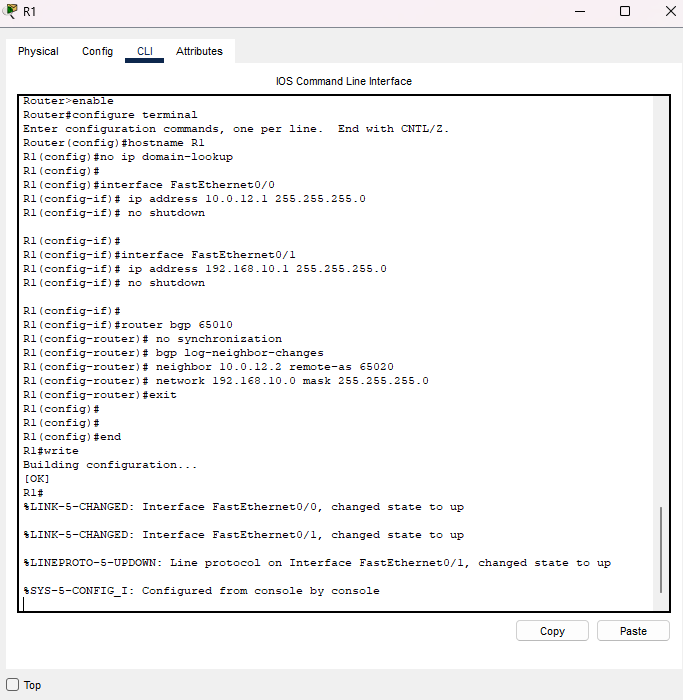 R1
Physical
Config
CLI
Attributes
IOS Command Line Interface
Router>enable
Router#configure terminal
Enter configuration commands, one per line.  End with CNTL/Z.
Router(config)#hostname R1
R1(config)#no ip domain-lookup
R1(config)#
R1(config)#interface FastEthernet0/0
R1(config-if)# ip address 10.0.12.1 255.255.255.0
R1(config-if)# no shutdown
R1(config-if)#
R1(config-if)#interface FastEthernet0/1
R1(config-if)# ip address 192.168.10.1 255.255.255.0
R1(config-if)# no shutdown
R1(config-if)#
R1(config-if)#router bgp 65010
R1(config-router)# no synchronization
R1(config-router)# bgp log-neighbor-changes
R1(config-router)# neighbor 10.0.12.2 remote-as 65020
R1(config-router)# network 192.168.10.0 mask 255.255.255.0
R1(config-router)#exit
R1(config)#
R1(config)#
R1(config)#end
R1#write
Building configuration...
[OK]
R1#
%LINK-5-CHANGED: Interface FastEthernet0/0, changed state to up
%LINK-5-CHANGED: Interface FastEthernet0/1, changed state to up
%LINEPROTO-5-UPDOWN: Line protocol on Interface FastEthernet0/1, changed state to up
%SYS-5-CONFIG_I: Configured from console by console
Copy
Paste
Top